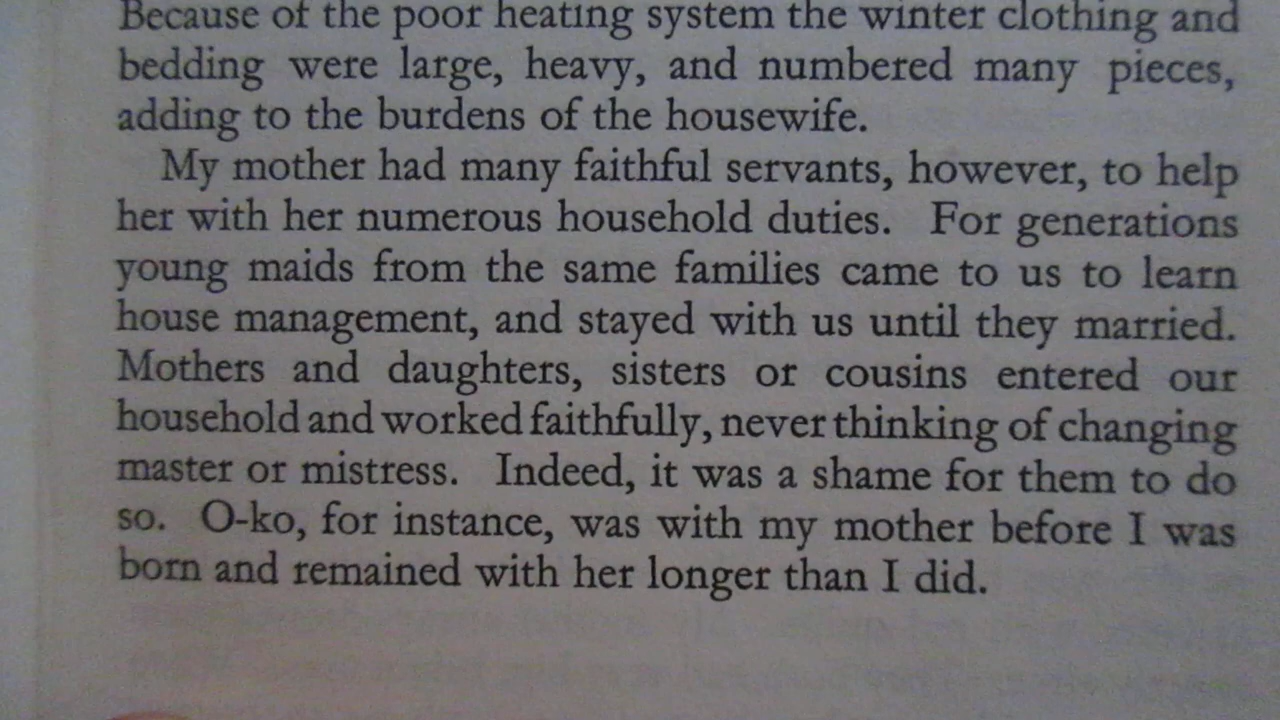 Because of the poor heating system the winter clothing and
bedding were large, heavy, and numbered many pieces,
adding to the burdens of the housewife.
My mother had many faithful servants, however, to help
her with her numerous household duties. For generations
young maids from the same families came to us to learn
house management, and stayed with us until they married.
Mothers and daughters, sisters or cousins entered our
household and worked faithfully, never thinking of changing
master or mistress. Indeed, it was a shame for them to do
so. O-ko, for instance, was with my mother before I was
born and remained with her longer than I did.